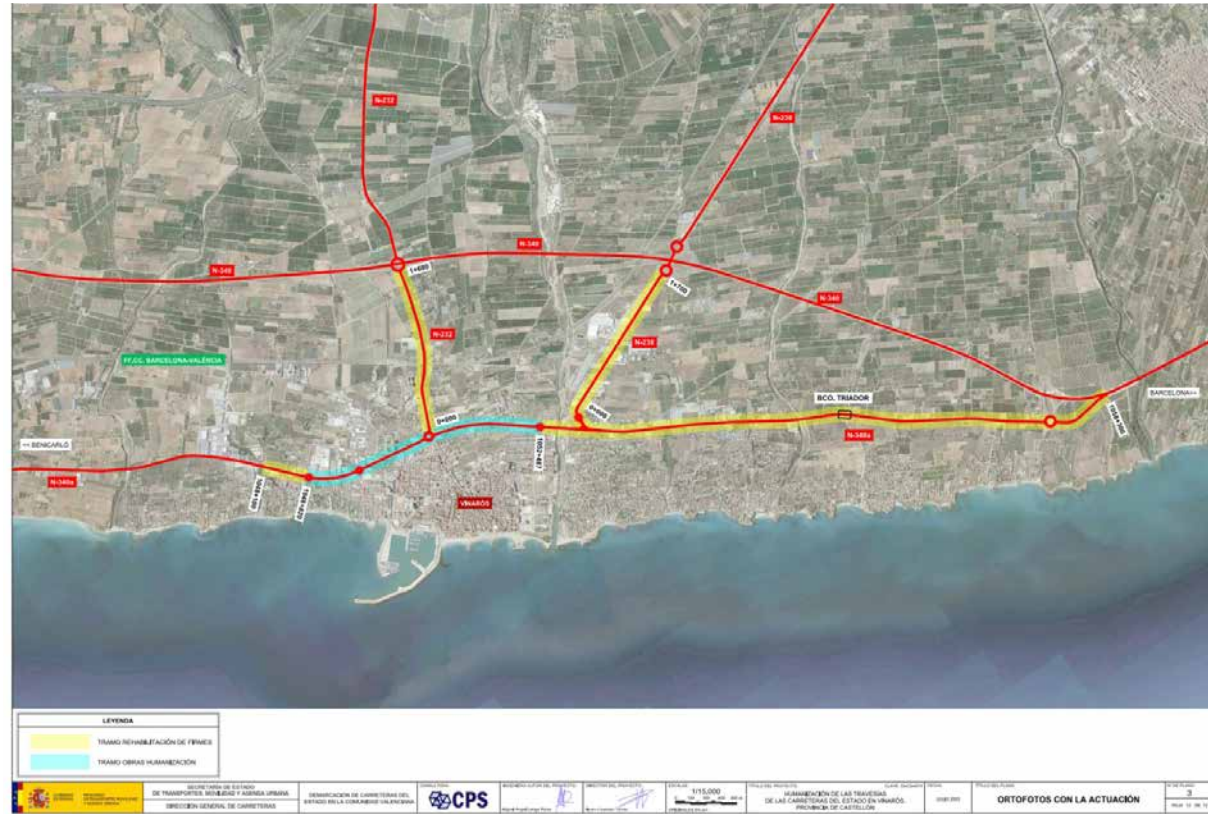 N-232
N-238
N-340
N-340
1+680
1+700
N-340
N-232
N-238
FF.CC. BARCELONA-VALÈNCIA
BCO. TRIADOR
BARCELONA>>
0+000
0+000
<< BENICARLÓ
N-340a
N-340a
VINARÒS
LEYENDA
TRAMO REHABILITACIÓN DE FIRMES
TRAMO OBRAS HUMANIZACIÓN
SECRETARÍA DE ESTADO
DE TRANSPORTES, MOVILIDAD Y AGENDA URBANA
DIRECCIÓN GENERAL DE CARRETERAS
DEMARCACIÓN DE CARRETERAS DEL
ESTADO EN LA COMUNIDAD VALENCIANA
CPS
1/15.000
HUMANIZACIÓN DE LAS TRAVESÍAS
DE LAS CARRETERAS DEL ESTADO EN VINARÒS.
PROVINCIA DE CASTELLÓN
ORTOFOTOS CON LA ACTUACIÓN
3